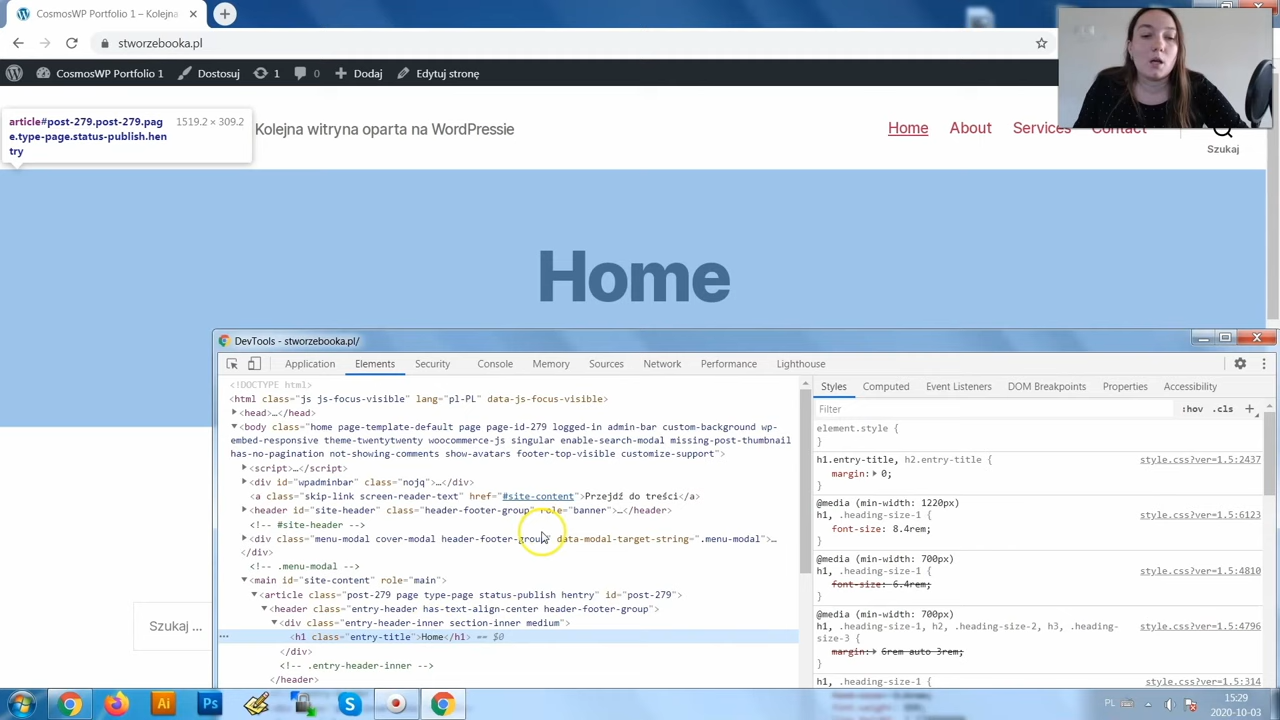 CosmosWP Portfolio 1 – Kolejna
stworzebooka.pl
CosmosWP Portfolio 1 Dostosuj 1 0 Dodaj Edytuj stronę
article#post-279.post-279.pag
e.type-page.status-publish.hen
try
1519.2 × 309.2
Kolejna witryna oparta na WordPressie
Home About Services Contact
Szukaj
Home
DevTools - stworzebooka.pl/
Application Elements Security Console Memory Sources Network Performance Lighthouse
<!DOCTYPE html>
<html class="js js-focus-visible" lang="pl-PL" data-js-focus-visible>
<head>…</head>
<body class="home page-template-default page page-id-279 logged-in admin-bar custom-background wp-
embed-responsive theme-twentytwenty woocommerce-js singular enable-search-modal missing-post-thumbnail
has-no-pagination not-showing-comments show-avatars footer-top-visible customize-support">
<script>…</script>
<div id="wpadminbar" class="nojq">…</div>
<a class="skip-link screen-reader-text" href="#site-content">Przejdź do treści</a>
<header id="site-header" class="header-footer-group" role="banner">…</header>
<!-- #site-header -->
<div class="menu-modal cover-modal header-footer-group" data-modal-target-string=".menu-modal">…
</div>
<!-- .menu-modal -->
<main id="site-content" role="main">
<article class="post-279 page type-page status-publish hentry" id="post-279">
<header class="entry-header has-text-align-center header-footer-group">
<div class="entry-header-inner section-inner medium">
… <h1 class="entry-title">Home</h1> == $0
</div>
<!-- .entry-header-inner -->
</header>
Styles Computed Event Listeners DOM Breakpoints Properties Accessibility
Filter :hov .cls +
element.style {
}
h1.entry-title, h2.entry-title { style.css?ver=1.5:2437
margin: 0;
}
@media (min-width: 1220px)
h1, .heading-size-1 { style.css?ver=1.5:6123
font-size: 8.4rem;
}
@media (min-width: 700px)
h1, .heading-size-1 { style.css?ver=1.5:4810
font-size: 6.4rem;
}
@media (min-width: 700px)
h1, .heading-size-1, h2, .heading-size-2, h3, .heading- style.css?ver=1.5:4796
size-3 {
margin: 6rem auto 3rem;
}
h1, .heading-size-1 { style.css?ver=1.5:314
Szukaj …
Ai Ps S
PL 15:29
2020-10-03